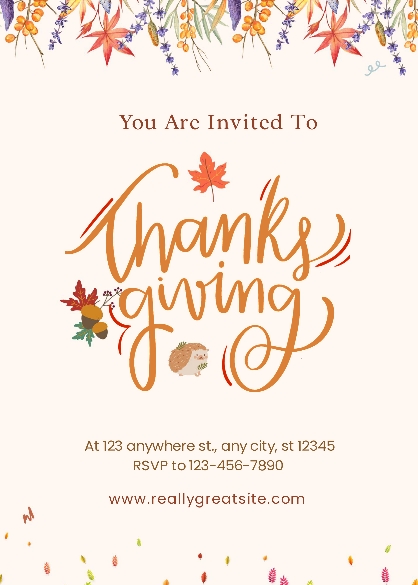 You Are Invited To
Thanks
giving
At 123 anywhere st., any city, st 12345
RSVP to 123-456-7890
www.reallygreatsite.com